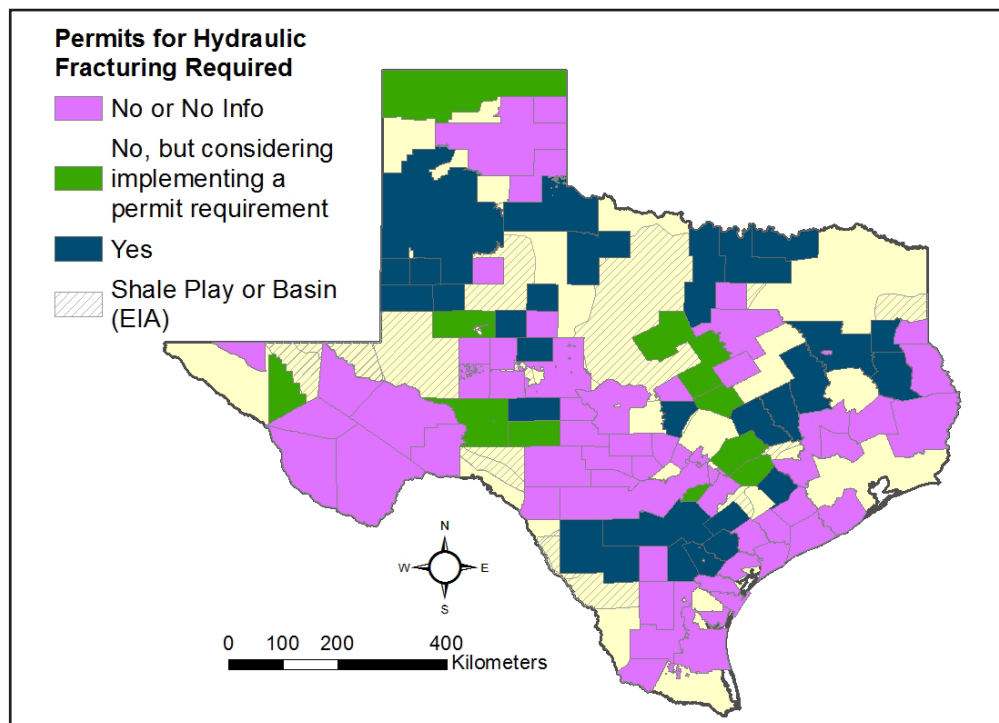 Permits for Hydraulic
Fracturing Required
No or No Info
No, but considering
implementing a
permit requirement
Yes
Shale Play or Basin
(EIA)
N
W
E
S
0 100 200 400
Kilometers